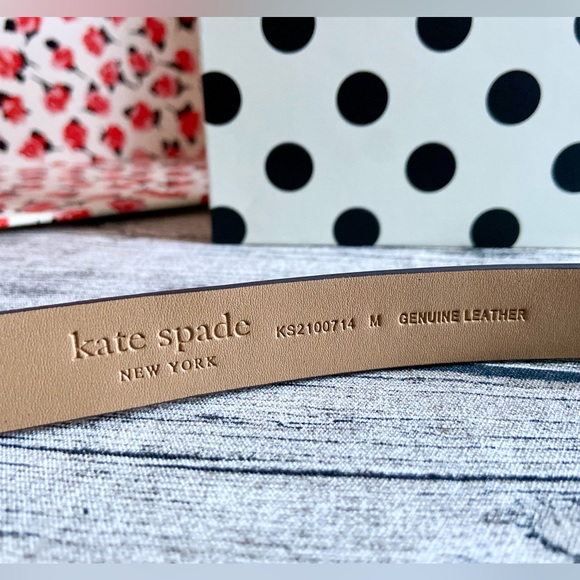 kate spade
NEW YORK
KS2100714 M GENUINE LEATHER